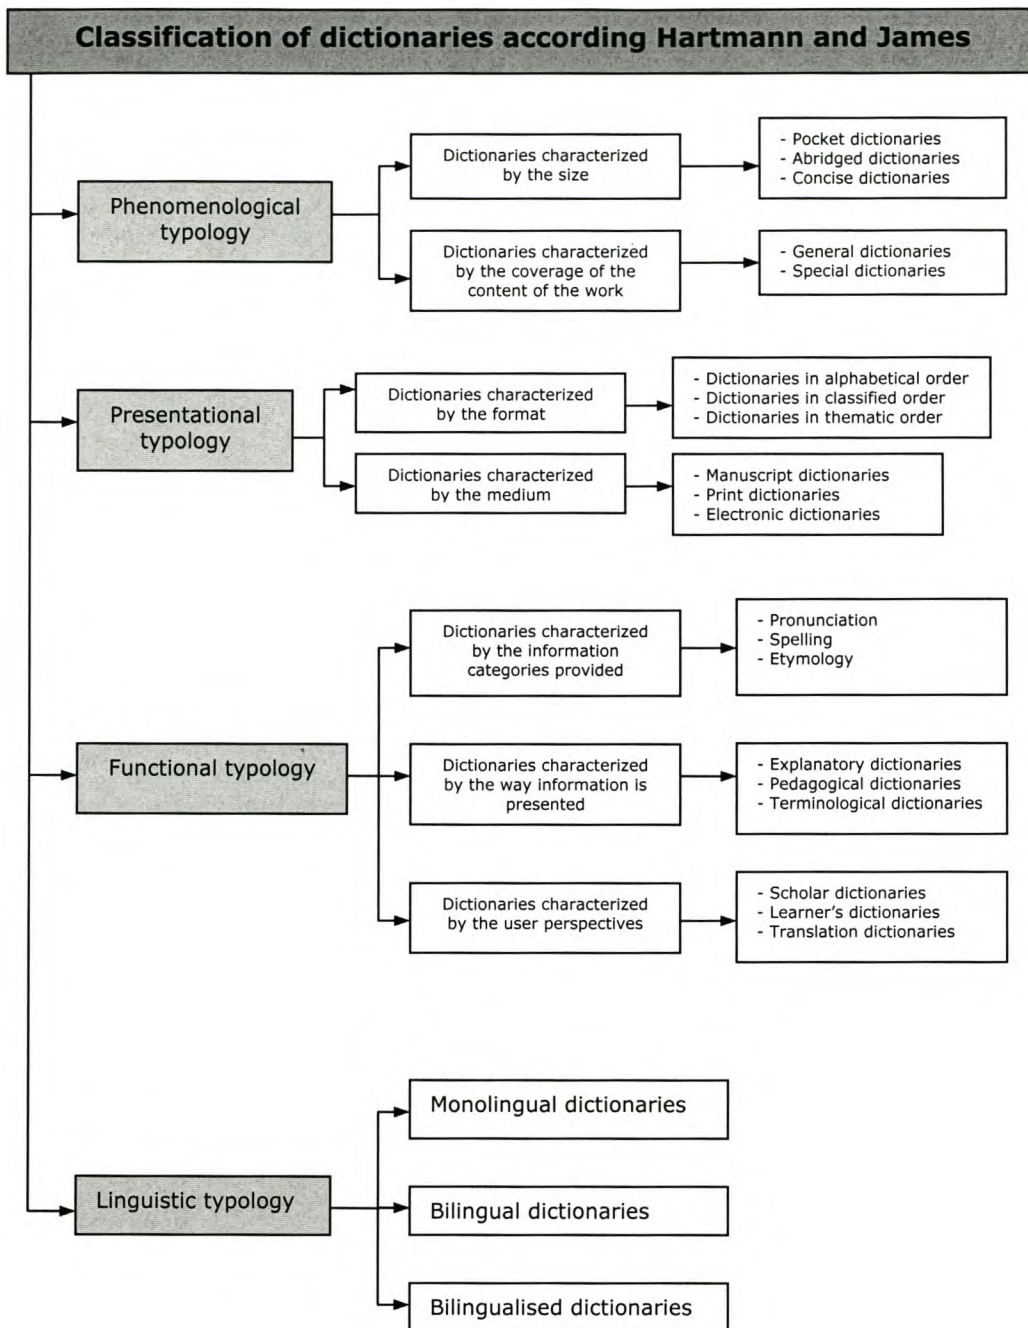 Classification of dictionaries according Hartmann and James
Phenomenological
typology
Dictionaries characterized
by the size
- Pocket dictionaries
- Abridged dictionaries
- Concise dictionaries
Dictionaries characterized
by the coverage of the
content of the work
- General dictionaries
- Special dictionaries
Presentational
typology
Dictionaries characterized
by the format
- Dictionaries in alphabetical order
- Dictionaries in classified order
- Dictionaries in thematic order
Dictionaries characterized
by the medium
- Manuscript dictionaries
- Print dictionaries
- Electronic dictionaries
Functional typology
Dictionaries characterized
by the information
categories provided
- Pronunciation
- Spelling
- Etymology
Dictionaries characterized
by the way information is
presented
- Explanatory dictionaries
- Pedagogical dictionaries
- Terminological dictionaries
Dictionaries characterized
by the user perspectives
- Scholar dictionaries
- Learner's dictionaries
- Translation dictionaries
Linguistic typology
Monolingual dictionaries
Bilingual dictionaries
Bilingualised dictionaries